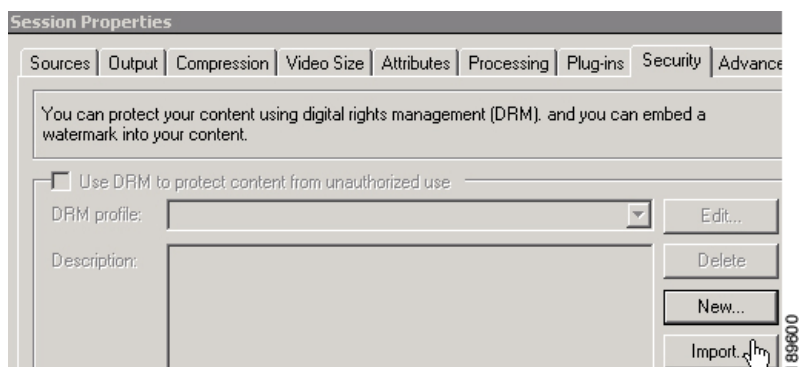 Session Properties
Sources Output Compression Video Size Attributes Processing Plug-ins Security Advance
You can protect your content using digital rights management (DRM). and you can embed a
watermark into your content.
Use DRM to protect content from unauthorized use
DRM profile: Edit...
Description: Delete
New...
Import..
189600